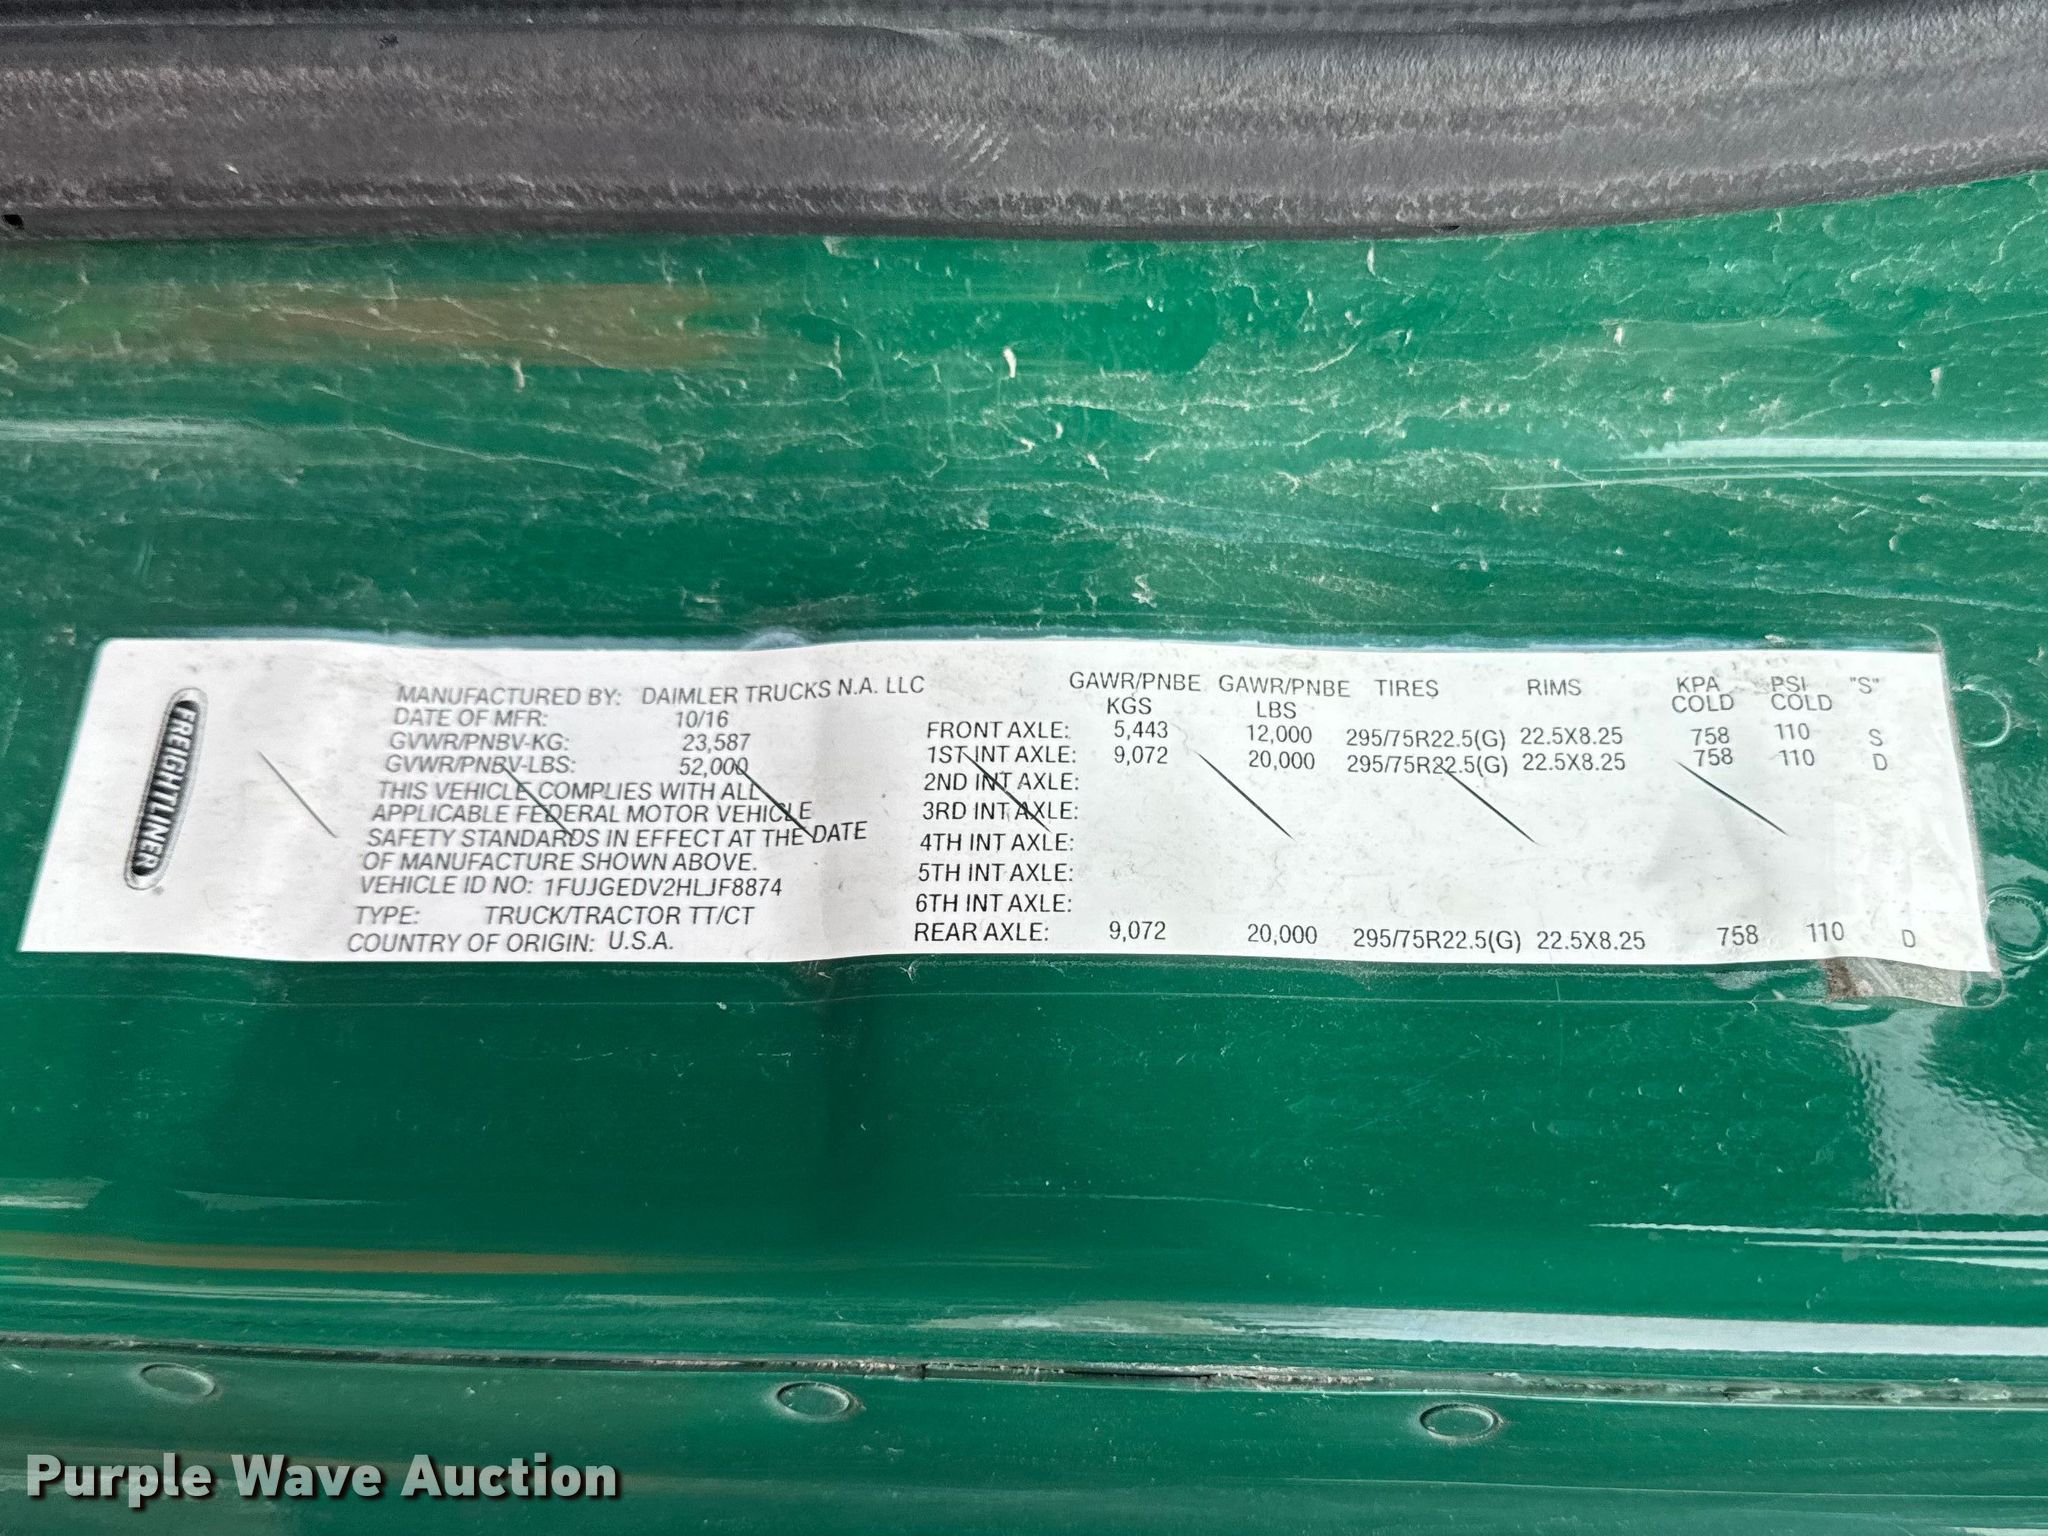 FREIGHTLINER
MANUFACTURED BY: DAIMLER TRUCKS N.A. LLC
DATE OF MFR: 10/16
GVWR/PNBV-KG: 23,587
GVWR/PNBV-LBS: 52,000
THIS VEHICLE COMPLIES WITH ALL
APPLICABLE FEDERAL MOTOR VEHICLE
SAFETY STANDARDS IN EFFECT AT THE DATE
OF MANUFACTURE SHOWN ABOVE.
VEHICLE ID NO: 1FUJGEDV2HLJF8874
TYPE: TRUCK/TRACTOR TT/CT
COUNTRY OF ORIGIN: U.S.A.
GAWR/PNBE GAWR/PNBE TIRES RIMS KPA PSI "S"
KGS LBS COLD COLD
FRONT AXLE: 5,443 12,000 295/75R22.5(G) 22.5X8.25 758 110 S
1ST INT AXLE: 9,072 20,000 295/75R22.5(G) 22.5X8.25 758 110 D
2ND INT AXLE:
3RD INT AXLE:
4TH INT AXLE:
5TH INT AXLE:
6TH INT AXLE:
REAR AXLE: 9,072 20,000 295/75R22.5(G) 22.5X8.25 758 110 D
Purple Wave Auction